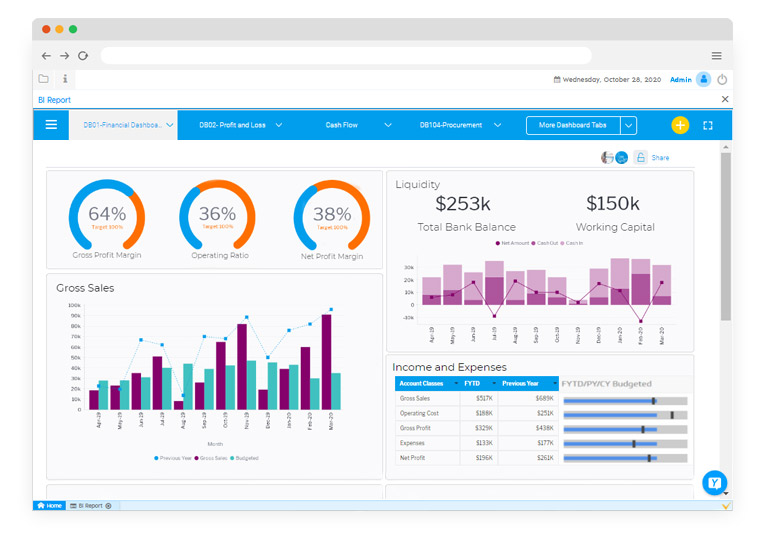 Wednesday, October 28, 2020 Admin
BI Report
DB01-Financial Dashboa... DB02- Profit and Loss Cash Flow DB104-Procurement More Dashboard Tabs
Share
64%
Target 100%
Gross Profit Margin
36%
Target 100%
Operating Ratio
38%
Target 100%
Net Profit Margin
Liquidity
$253k $150k
Total Bank Balance Working Capital
Net Amount Cash Out Cash In
30k
20k
10k
0
-10k
Apr-19 May-19 Jun-19 Jul-19 Aug-19 Sep-19 Oct-19 Nov-19 Dec-19 Jan-20 Feb-20 Mar-20
Gross Sales
100k
90k
80k
70k
60k
50k
40k
30k
20k
10k
0
Apr-19 May-19 Jun-19 Jul-19 Aug-19 Sep-19 Oct-19 Nov-19 Dec-19 Jan-20 Feb-20 Mar-20
Month
Previous Year Gross Sales Budgeted
Income and Expenses
Account Classes FYTD Previous Year FYTD/PY/CY Budgeted
Gross Sales $517K $689K
Operating Cost $188K $251K
Gross Profit $329K $438K
Expenses $133K $177K
Net Profit $196K $261K
Home BI Report